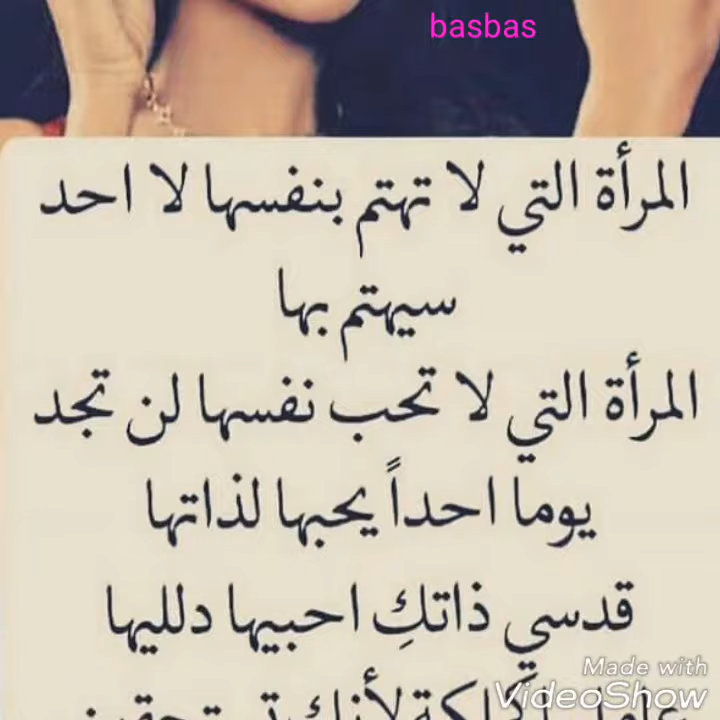 basbas
المرأة التي لا تهتم بنفسها لا احد
سيهتم بها
المرأة التي لا تحب نفسها لن تجد
يوما احداً يحبها لذاتها
قدسي ذاتكِ احبيها دلليها
Made with
VideoShow